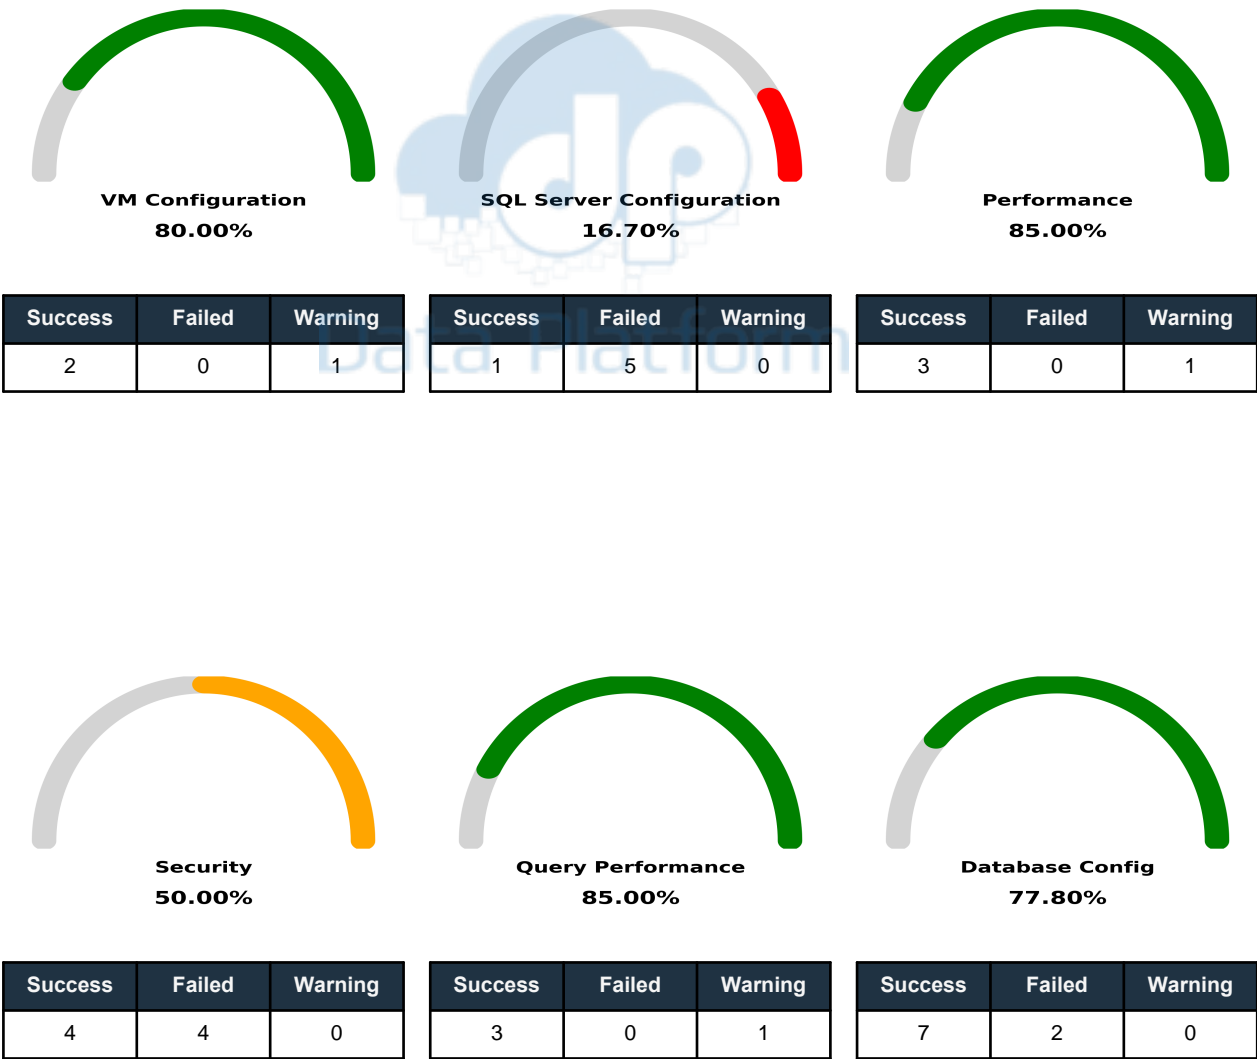 VM Configuration
80.00%
SQL Server Configuration
16.70%
Performance
85.00%
Success Failed Warning
2 0 1
Success Failed Warning
1 5 0
Success Failed Warning
3 0 1
dp
Data Platform
Security
50.00%
Query Performance
85.00%
Database Config
77.80%
Success Failed Warning
4 4 0
Success Failed Warning
3 0 1
Success Failed Warning
7 2 0